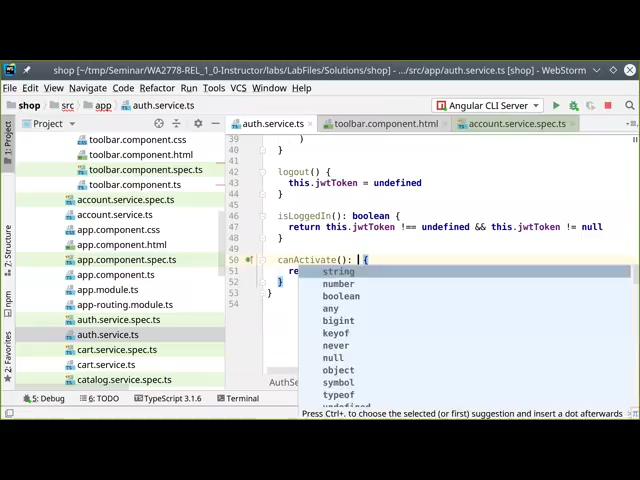 shop [~/tmp/Seminar/WA2778-REL_1_0-Instructor/labs/LabFiles/Solutions/shop] - .../src/app/auth.service.ts [shop] - WebStorm
File Edit View Navigate Code Refactor Run Tools VCS Window Help
shop src app auth.service.ts Angular CLI Server
Project auth.service.ts toolbar.component.html account.service.spec.ts
1: Project
7: Structure
npm
2: Favorites
toolbar.component.css
toolbar.component.html
toolbar.component.spec.ts
toolbar.component.ts
account.service.spec.ts
account.service.ts
app.component.css
app.component.html
app.component.spec.ts
app.component.ts
app.module.ts
app-routing.module.ts
auth.service.spec.ts
auth.service.ts
cart.service.spec.ts
cart.service.ts
catalog.service.spec.ts
39 )
40 }
41
42 logout() {
43 this.jwtToken = undefined
44 }
45
46 isLoggedIn(): boolean {
47 return this.jwtToken !== undefined && this.jwtToken != null
48 }
49
50 canActivate(): {
51 re
52 }
53 }
54
string
number
boolean
any
bigint
keyof
never
null
object
symbol
typeof
undefined
Press Ctrl+. to choose the selected (or first) suggestion and insert a dot afterwards
AuthSe
5: Debug 6: TODO TypeScript 3.1.6 Terminal